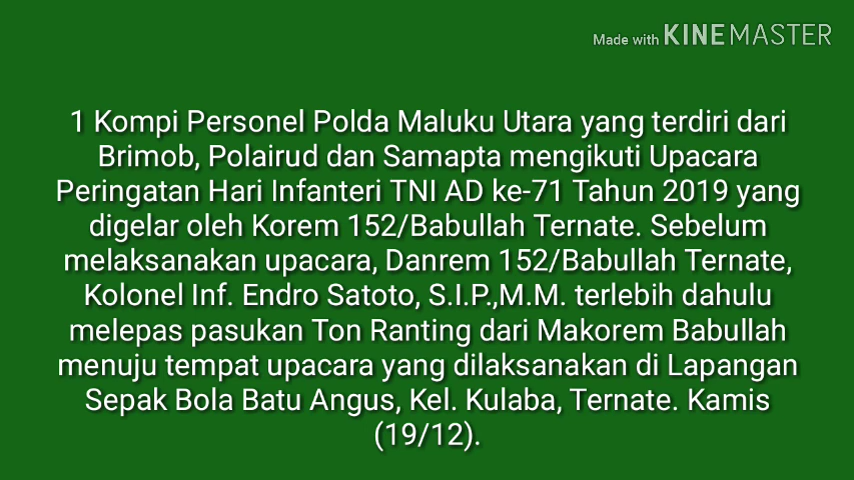 Made with KINEMASTER
1 Kompi Personel Polda Maluku Utara yang terdiri dari
Brimob, Polairud dan Samapta mengikuti Upacara
Peringatan Hari Infanteri TNI AD ke-71 Tahun 2019 yang
digelar oleh Korem 152/Babullah Ternate. Sebelum
melaksanakan upacara, Danrem 152/Babullah Ternate,
Kolonel Inf. Endro Satoto, S.I.P.,M.M. terlebih dahulu
melepas pasukan Ton Ranting dari Makorem Babullah
menuju tempat upacara yang dilaksanakan di Lapangan
Sepak Bola Batu Angus, Kel. Kulaba, Ternate. Kamis
(19/12).